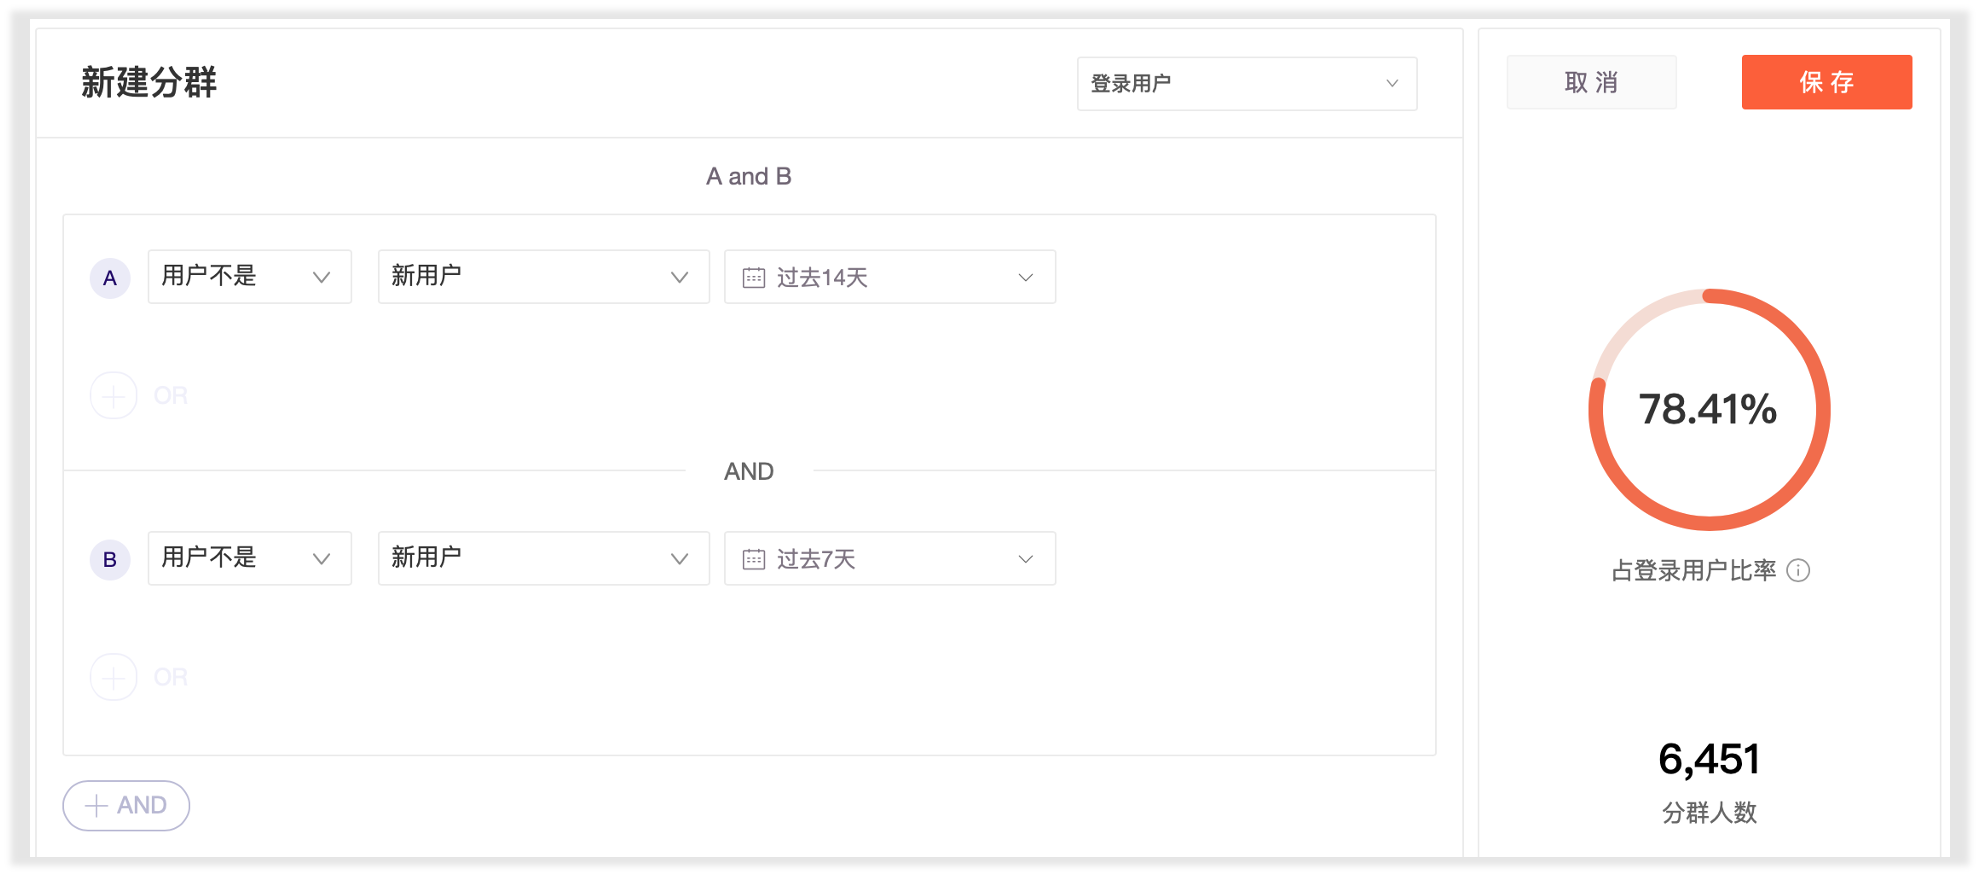 新建分群
登录用户
取消
保存
A and B
A 用户不是 新用户 过去14天
OR
AND
B 用户不是 新用户 过去7天
OR
AND
78.41%
占登录用户比率
6,451
分群人数